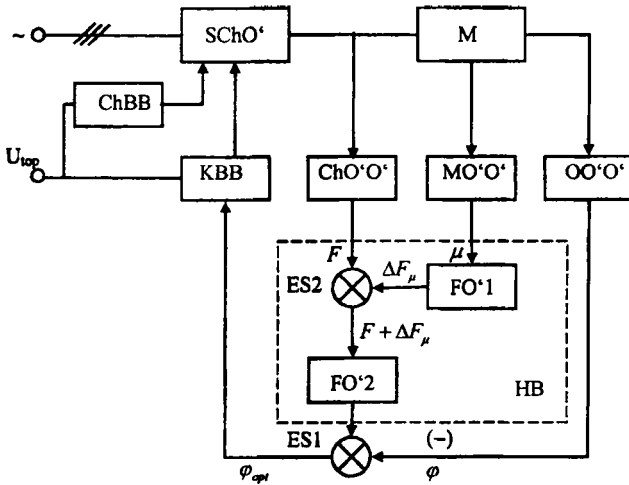 ~
SChO‘
M
ChBB
U_top
KBB
ChO‘O‘
MO‘O‘
OO‘O‘
F
μ
ES2
ΔF_μ
FO‘1
F + ΔF_μ
FO‘2
HB
ES1
(−)
φ_opt
φ